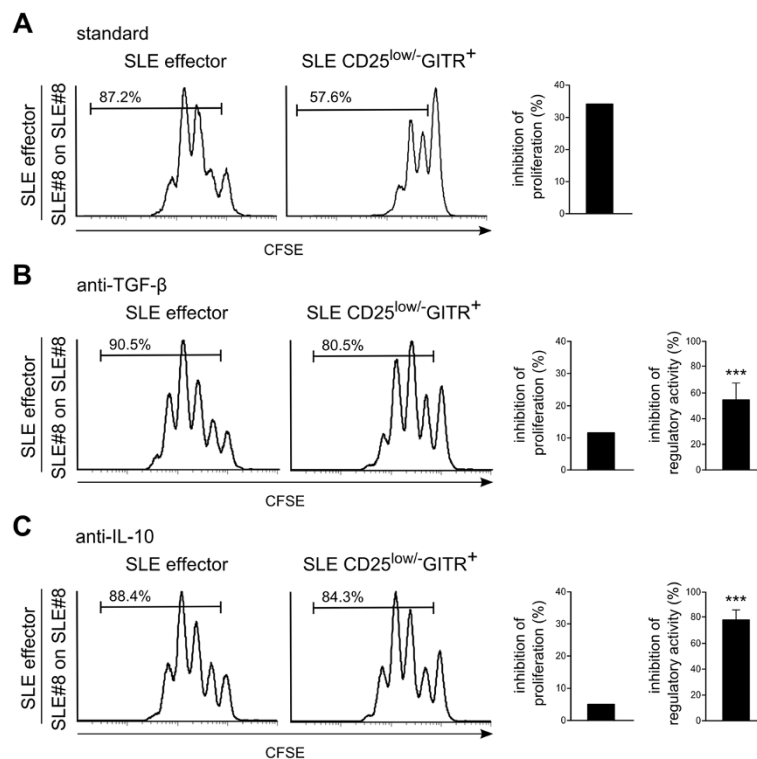 A
standard
SLE effector
SLE CD25low/-GITR+
SLE effector
SLE#8 on SLE#8
87.2%
57.6%
CFSE
inhibition of
proliferation (%)
40
30
20
10
0
B
anti-TGF-β
SLE effector
SLE CD25low/-GITR+
SLE effector
SLE#8 on SLE#8
90.5%
80.5%
CFSE
inhibition of
proliferation (%)
40
30
20
10
0
inhibition of
regulatory activity (%)
100
80
60
40
20
0
***
C
anti-IL-10
SLE effector
SLE CD25low/-GITR+
SLE effector
SLE#8 on SLE#8
88.4%
84.3%
CFSE
inhibition of
proliferation (%)
40
30
20
10
0
inhibition of
regulatory activity (%)
100
80
60
40
20
0
***